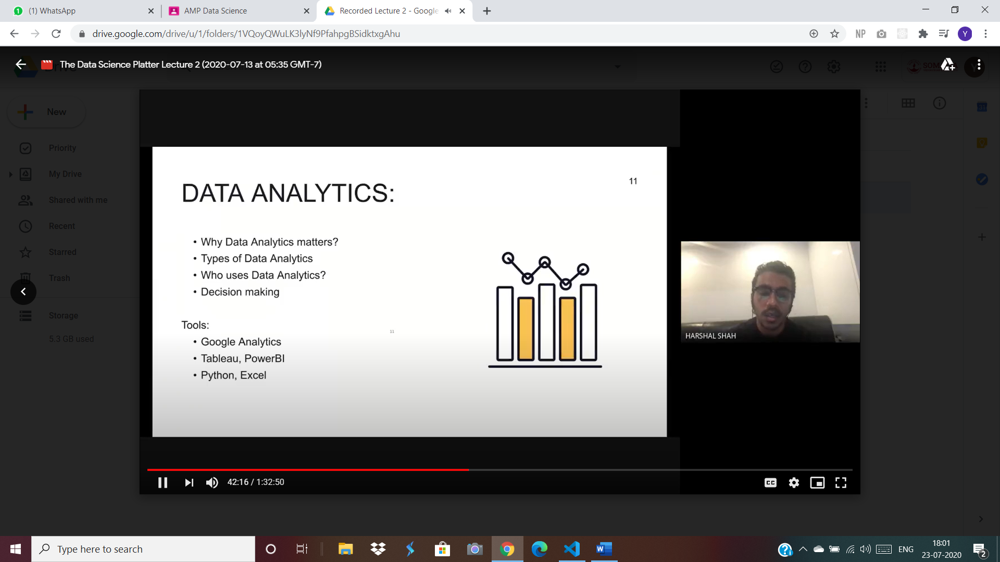 (1) WhatsApp
AMP Data Science
Recorded Lecture 2 - Google
drive.google.com/drive/u/1/folders/1VQoyQWuLK3lyNf9PfahpgBSidktxgAhu
NP
Y
The Data Science Platter Lecture 2 (2020-07-13 at 05:35 GMT-7)
New
Priority
My Drive
Shared with me
Recent
Starred
Trash
Storage
5.3 GB used
11
DATA ANALYTICS:
• Why Data Analytics matters?
• Types of Data Analytics
• Who uses Data Analytics?
• Decision making
Tools:
11
• Google Analytics
• Tableau, PowerBI
• Python, Excel
HARSHAL SHAH
42:16 / 1:32:50
CC
Type here to search
ENG
18:01
23-07-2020
2